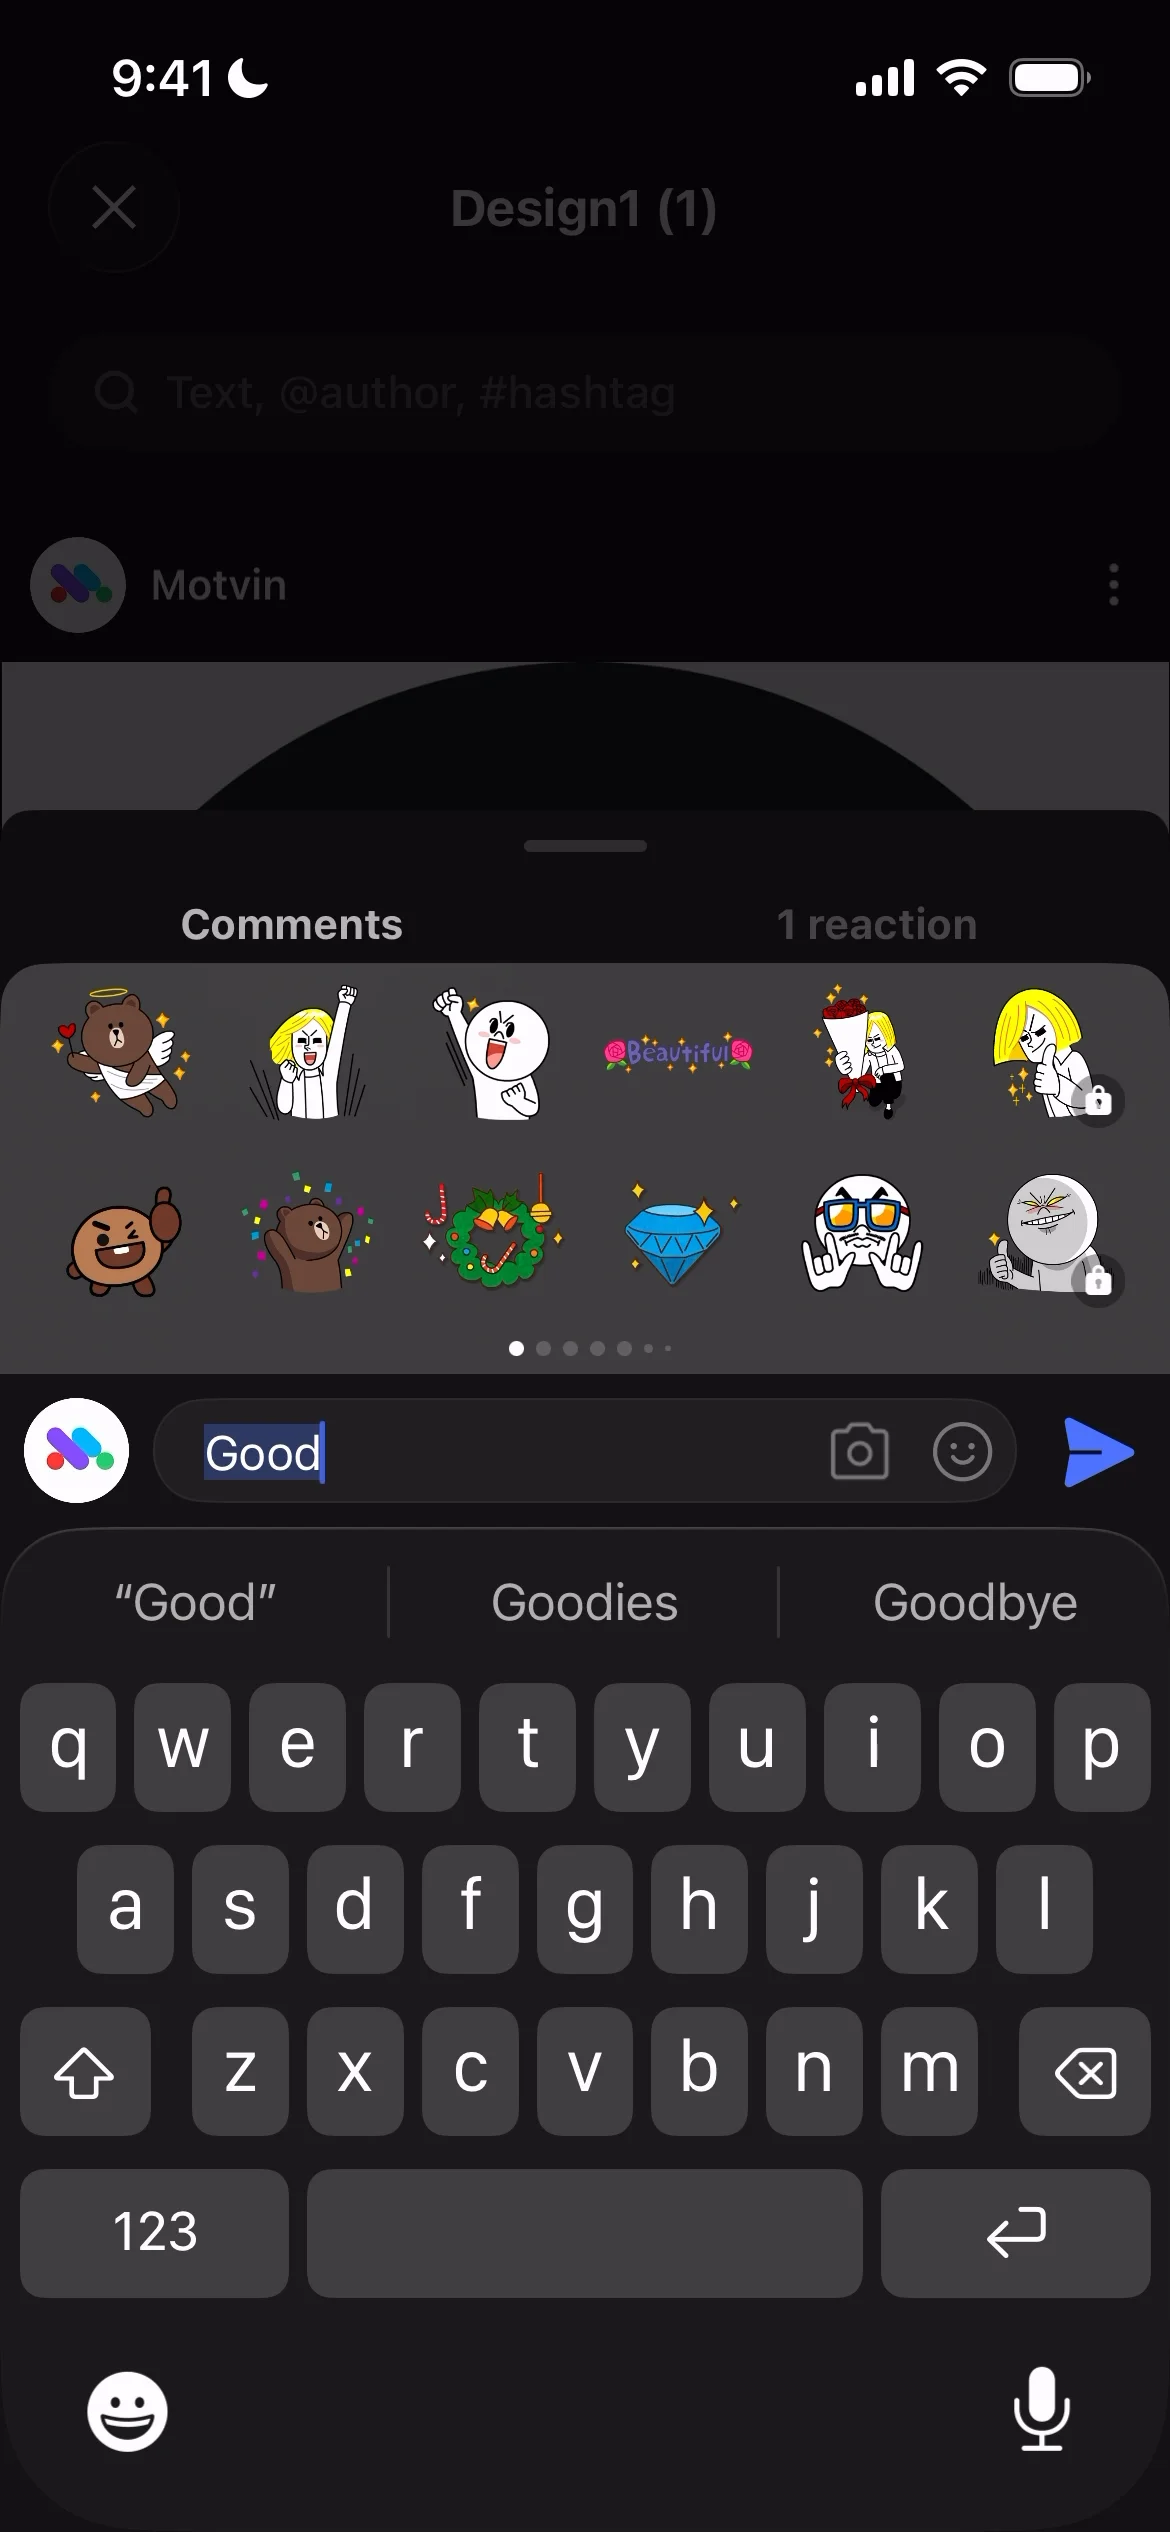 9:41
Design1 (1)
Text, @author, #hashtag
Motvin
Comments 1 reaction
Beautiful
Good
“Good” Goodies Goodbye
q w e r t y u i o p
a s d f g h j k l
z x c v b n m
123